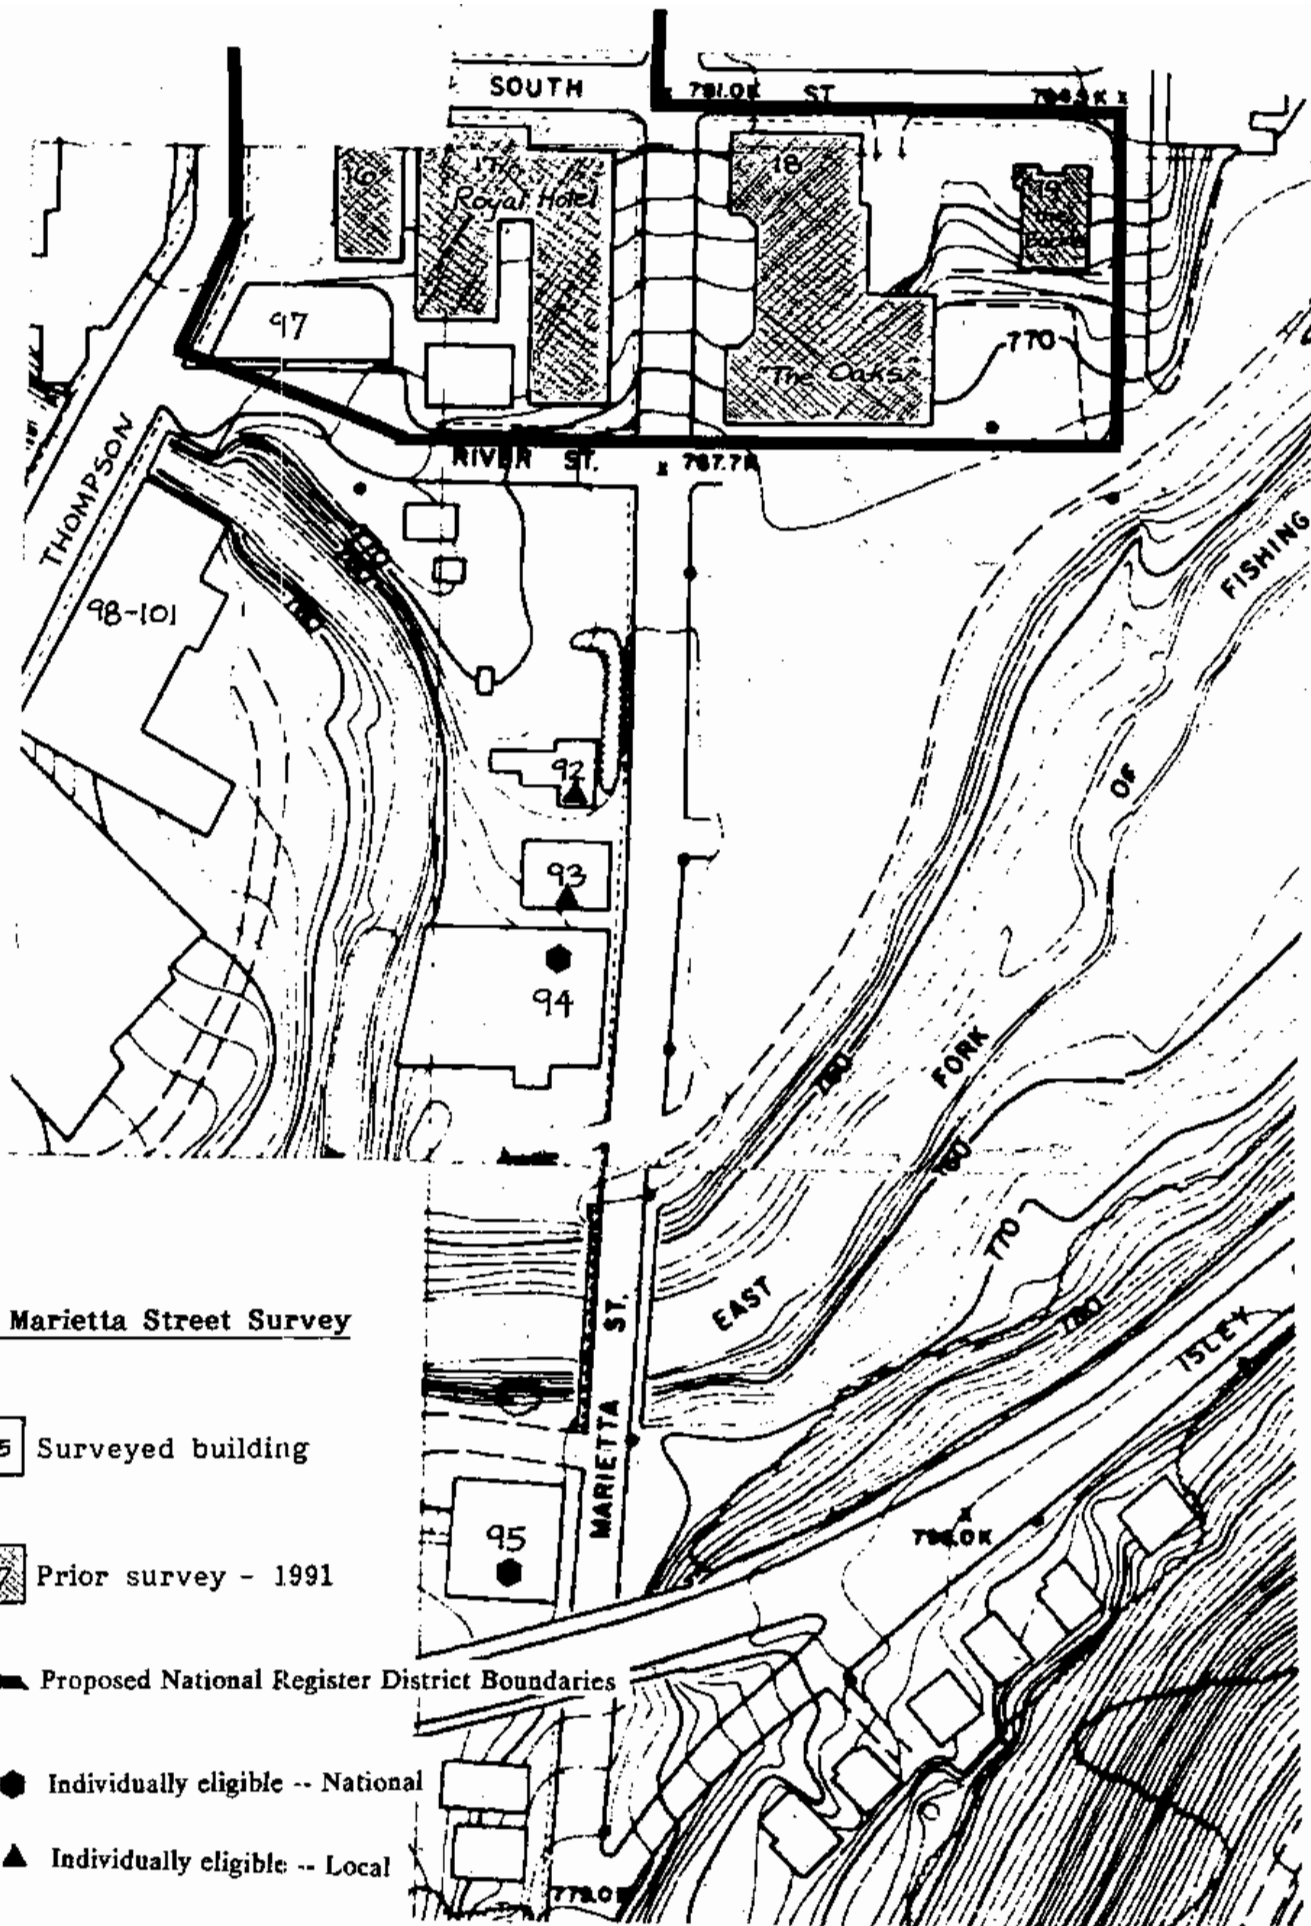 SOUTH
ST
16
17
Royal Hotel
18
19
97
The Oaks
770
RIVER ST.
THOMPSON
98-101
FISHING
OF
92
93
94
FORK
760
760
770
780
EAST
ISLEY
MARIETTA ST.
Marietta Street Survey
Surveyed building
Prior survey - 1991
Proposed National Register District Boundaries
Individually eligible -- National
Individually eligible -- Local
95